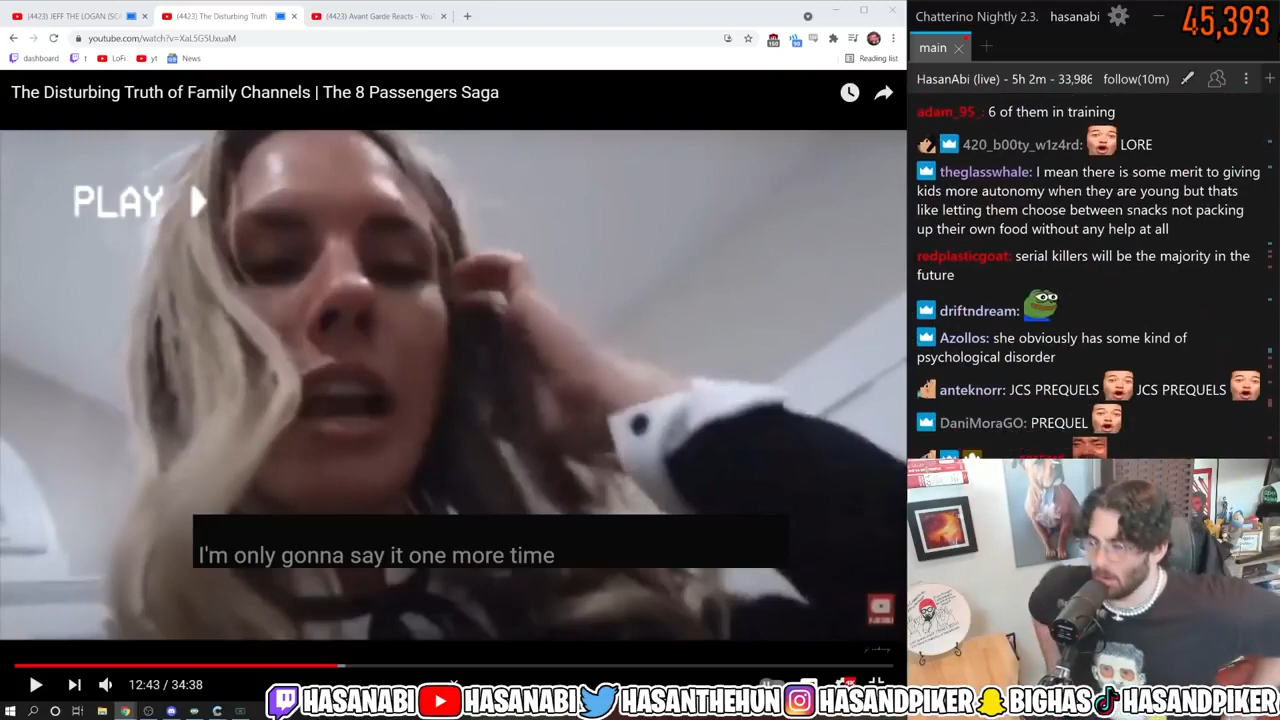 (4423) JEFF THE LOGAN (SC
(4423) The Disturbing Truth
(4423) Avant Garde Reacts - Yo
youtube.com/watch?v=XaL5G5UxuaM
dashboard
t
LoFi
yt
News
Reading list
The Disturbing Truth of Family Channels | The 8 Passengers Saga
PLAY
I'm only gonna say it one more time
12:43 / 34:38
Chatterino Nightly 2.3.
hasanabi
45,393
main
HasanAbi (live) - 5h 2m - 33,986
follow(10m)
adam_95_: 6 of them in training
420_b00ty_w1z4rd: LORE
theglasswhale: I mean there is some merit to giving
kids more autonomy when they are young but thats
like letting them choose between snacks not packing
up their own food without any help at all
redplasticgoat: serial killers will be the majority in the
future
driftndream:
Azollos: she obviously has some kind of
psychological disorder
anteknorr: JCS PREQUELS JCS PREQUELS
DaniMoraGO: PREQUEL
HASANABI HASANABI HASANTHEHUN HASANDPIKER BIGHAS HASANDPIKER